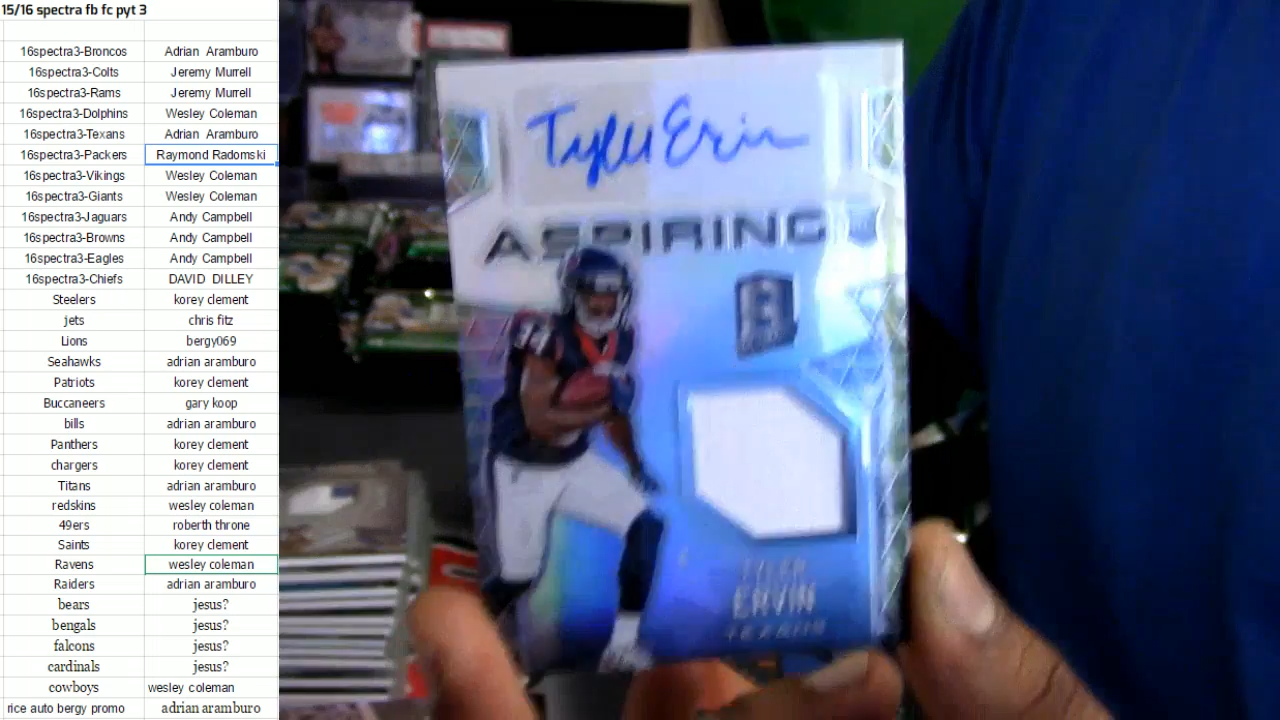 15/16 spectra fb fc pyt 3
16spectra3-Broncos Adrian Aramburo
16spectra3-Colts Jeremy Murrell
16spectra3-Rams Jeremy Murrell
16spectra3-Dolphins Wesley Coleman
16spectra3-Texans Adrian Aramburo
16spectra3-Packers Raymond Radomski
16spectra3-Vikings Wesley Coleman
16spectra3-Giants Wesley Coleman
16spectra3-Jaguars Andy Campbell
16spectra3-Browns Andy Campbell
16spectra3-Eagles Andy Campbell
16spectra3-Chiefs DAVID DILLEY
Steelers korey clement
jets chris fitz
Lions bergy069
Seahawks adrian aramburo
Patriots korey clement
Buccaneers gary koop
bills adrian aramburo
Panthers korey clement
chargers korey clement
Titans adrian aramburo
redskins wesley coleman
49ers roberth throne
Saints korey clement
Ravens wesley coleman
Raiders adrian aramburo
bears jesus?
bengals jesus?
falcons jesus?
cardinals jesus?
cowboys wesley coleman
rice auto bergy promo adrian aramburo
Tyler Ervin
ASPIRING
34
TYLER
ERVIN
TEXANS